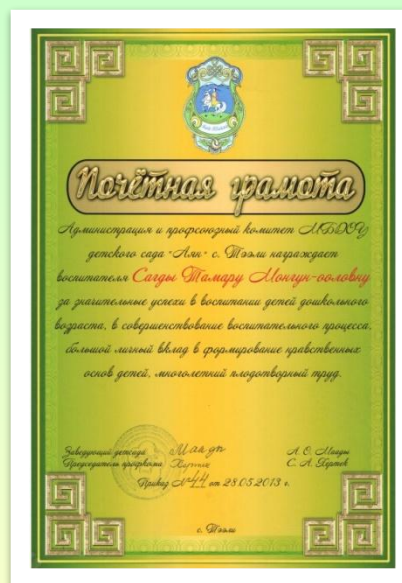 Почётная грамота
Администрация и профсоюзный комитет МБДОУ
детского сада "Аян" с. Тээли награждает
воспитателя Сагды Тамару Монгун-ооловну
за значительные успехи в воспитании детей дошкольного
возраста, в совершенствование воспитательного процесса,
большой личный вклад в формирование нравственных
основ детей, многолетний плодотворный труд.
Заведующий детсада
Председатель профкома С. А.
Приказ №44 от 28.05.2013 г.
с. Тээли